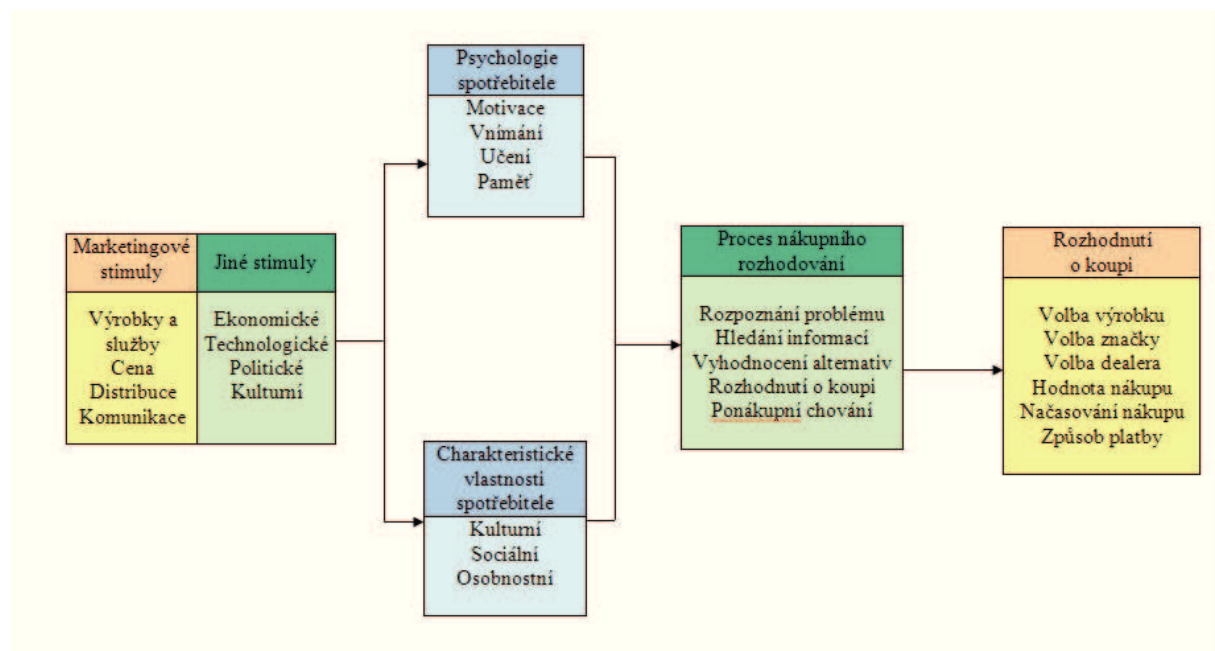 Psychologie
spotřebitele
Motivace
Vnímání
Učení
Paměť
Marketingové
stimuly
Výrobky a
služby
Cena
Distribuce
Komunikace
Jiné stimuly
Ekonomické
Technologické
Politické
Kulturní
Charakteristické
vlastnosti
spotřebitele
Kulturní
Sociální
Osobnostní
Proces nákupního
rozhodování
Rozpoznání problému
Hledání informací
Vyhodnocení alternativ
Rozhodnutí o koupi
Ponákupní chování
Rozhodnutí
o koupi
Volba výrobku
Volba značky
Volba dealera
Hodnota nákupu
Načasování nákupu
Způsob platby